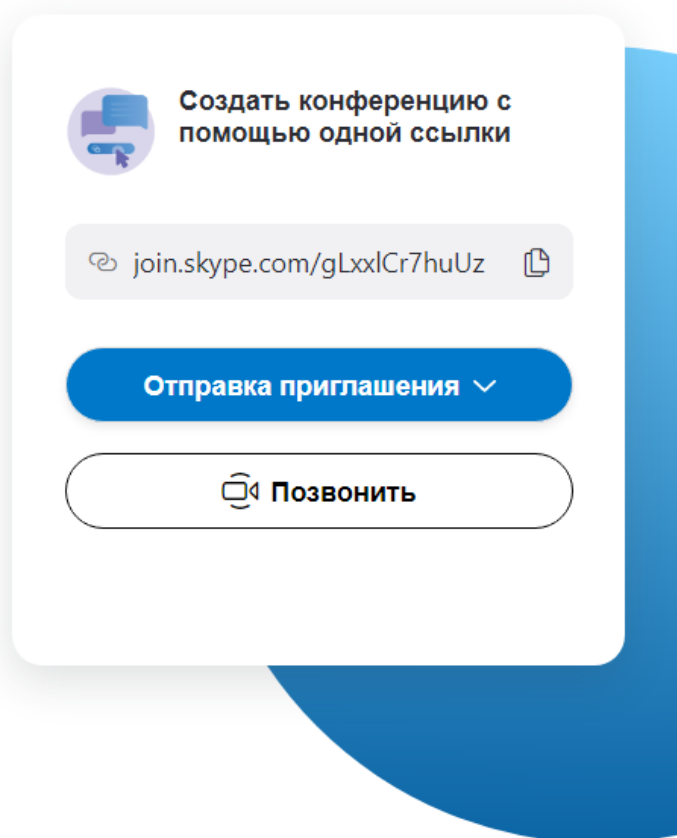 Создать конференцию с
помощью одной ссылки
join.skype.com/gLxxlCr7huUz
Отправка приглашения
Позвонить